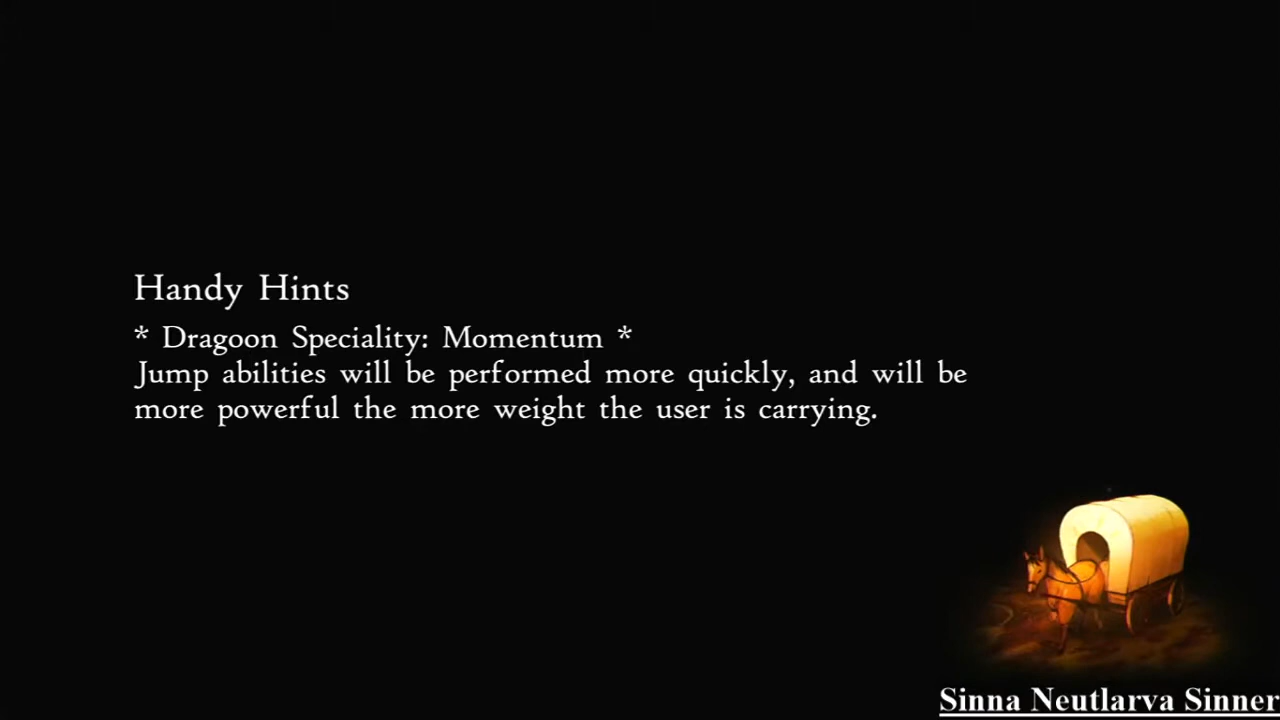 Handy Hints
* Dragoon Speciality: Momentum *
Jump abilities will be performed more quickly, and will be
more powerful the more weight the user is carrying.
Sinna Neutlarva Sinner